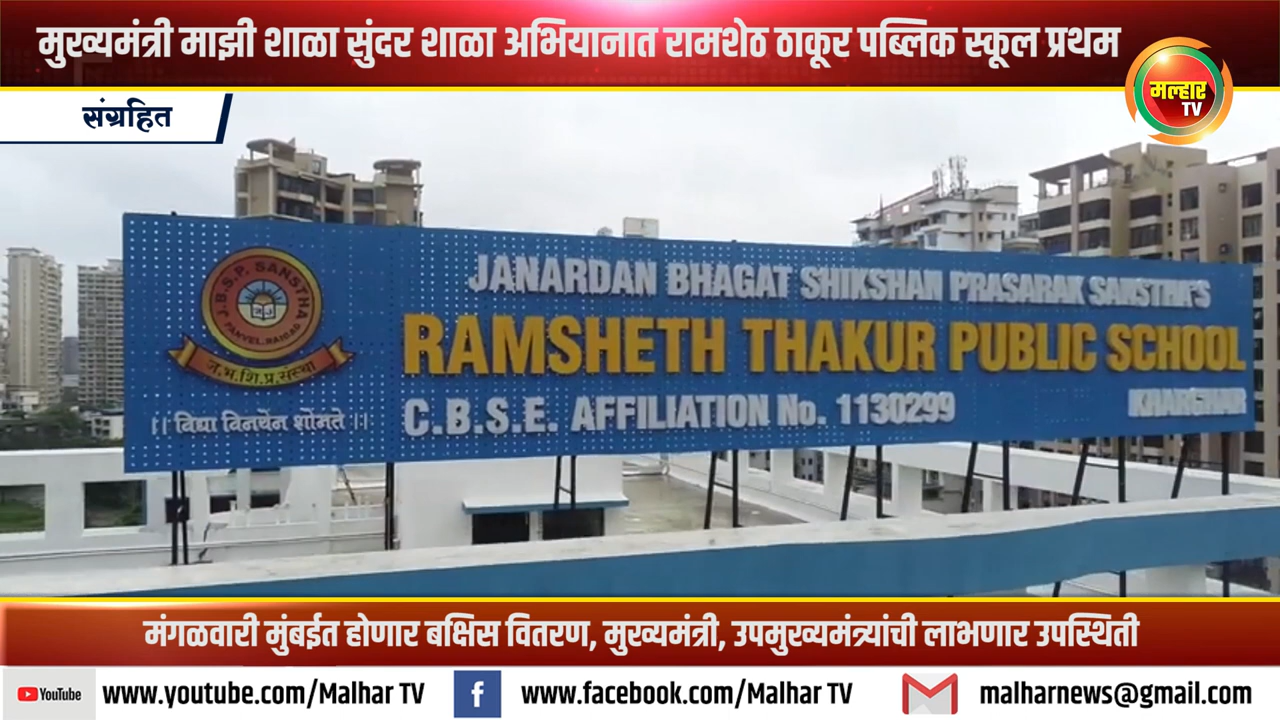 मुख्यमंत्री माझी शाळा सुंदर शाळा अभियानात रामशेठ ठाकूर पब्लिक स्कूल प्रथम
मल्हार
TV
संग्रहित
JANARDAN BHAGAT SHIKSHAN PRASARAK SANSTHA'S
RAMSHETH THAKUR PUBLIC SCHOOL
KHARGHAR
C.B.S.E. AFFILIATION No. 1130299
J.B.S.P. SANSTHA
PANVEL, RAIGAD
ज.भ.शि.प्र.संस्था
।। विद्या विनयेन शोभते ।।
मंगळवारी मुंबईत होणार बक्षिस वितरण, मुख्यमंत्री, उपमुख्यमंत्र्यांची लाभणार उपस्थिती
YouTube www.youtube.com/Malhar TV
f www.facebook.com/Malhar TV
malharnews@gmail.com